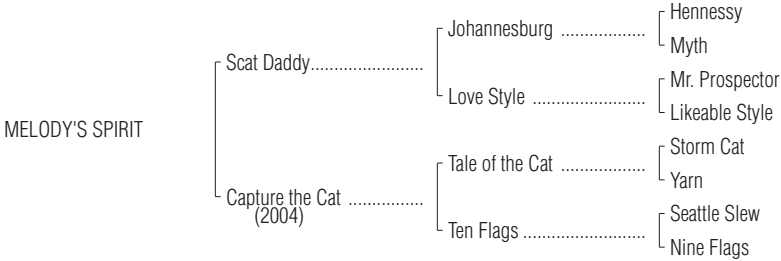 Hennessy
Johannesburg ....................
Myth
Scat Daddy.......................
Mr. Prospector
Love Style ........................
Likeable Style
MELODY'S SPIRIT
Storm Cat
Tale of the Cat ..................
Yarn
Capture the Cat ................
(2004)
Seattle Slew
Ten Flags ..........................
Nine Flags